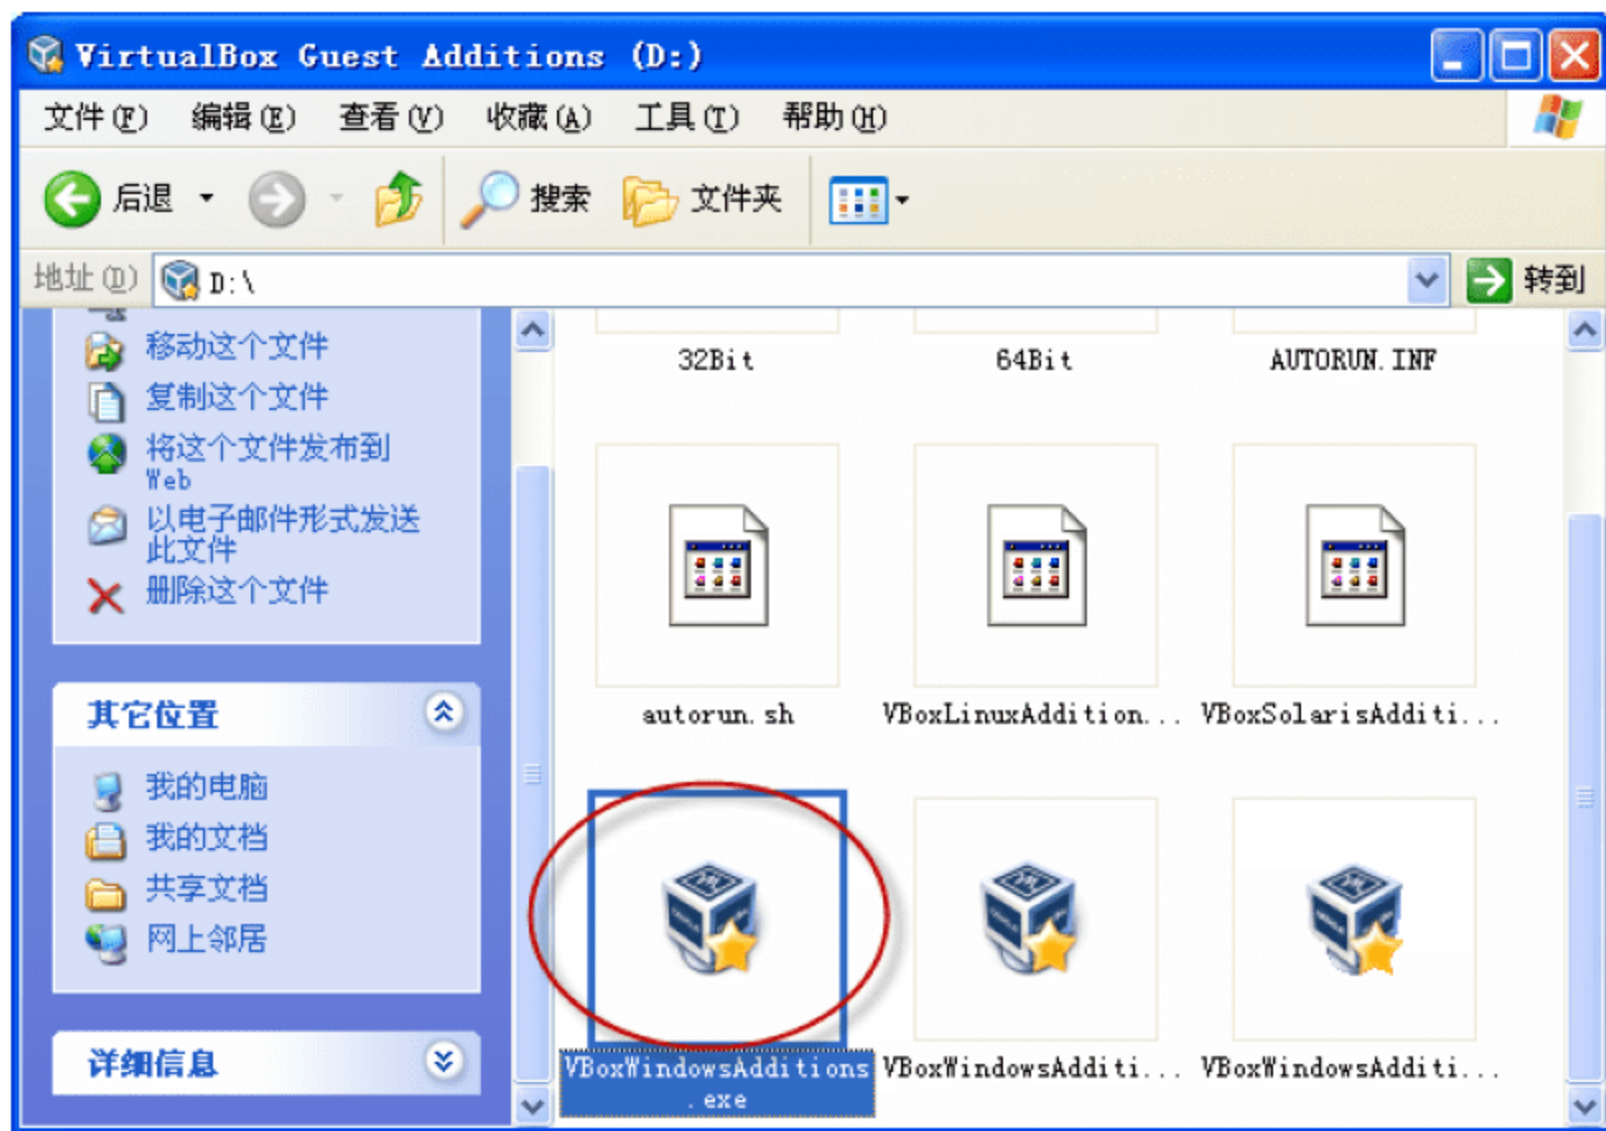 VirtualBox Guest Additions (D:)
文件(F) 编辑(E) 查看(V) 收藏(A) 工具(T) 帮助(H)
后退 搜索 文件夹
地址(D) D:\ 转到
移动这个文件
复制这个文件
将这个文件发布到
Web
以电子邮件形式发送
此文件
删除这个文件
其它位置
我的电脑
我的文档
共享文档
网上邻居
详细信息
32Bit 64Bit AUTORUN.INF
autorun.sh VBoxLinuxAddition... VBoxSolarisAdditi...
VBoxWindowsAdditions VBoxWindowsAdditi... VBoxWindowsAdditi...
.exe